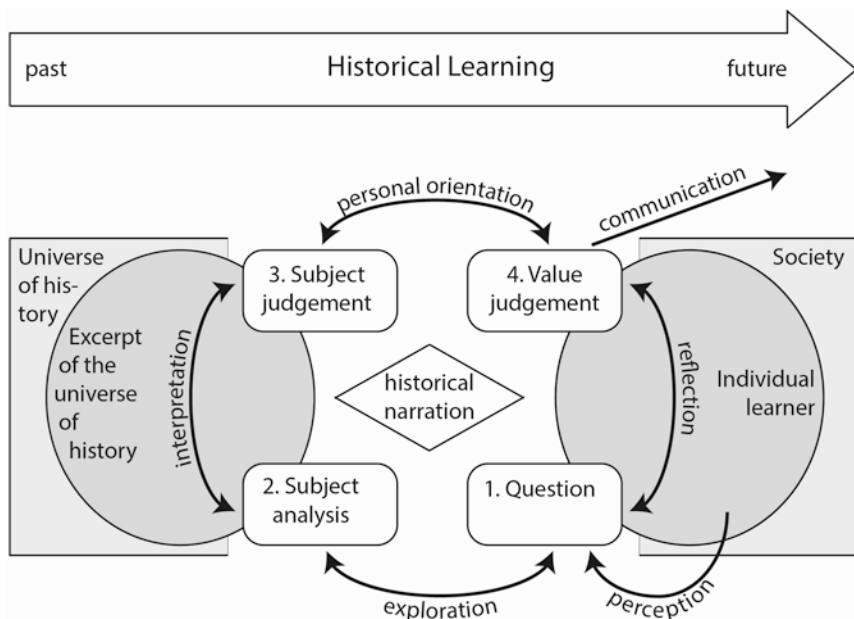 past
Historical Learning
future
communication
personal orientation
Universe
of his-
tory
3. Subject
judgement
4. Value
judgement
Society
Excerpt
of the
universe
of
history
interpretation
historical
narration
reflection
Individual
learner
2. Subject
analysis
1. Question
exploration
perception